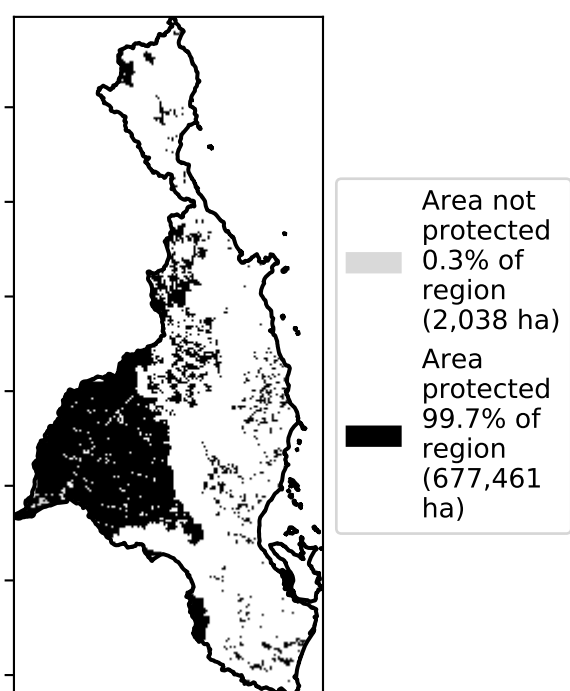 Area not
protected
0.3% of
region
(2,038 ha)
Area
protected
99.7% of
region
(677,461
ha)